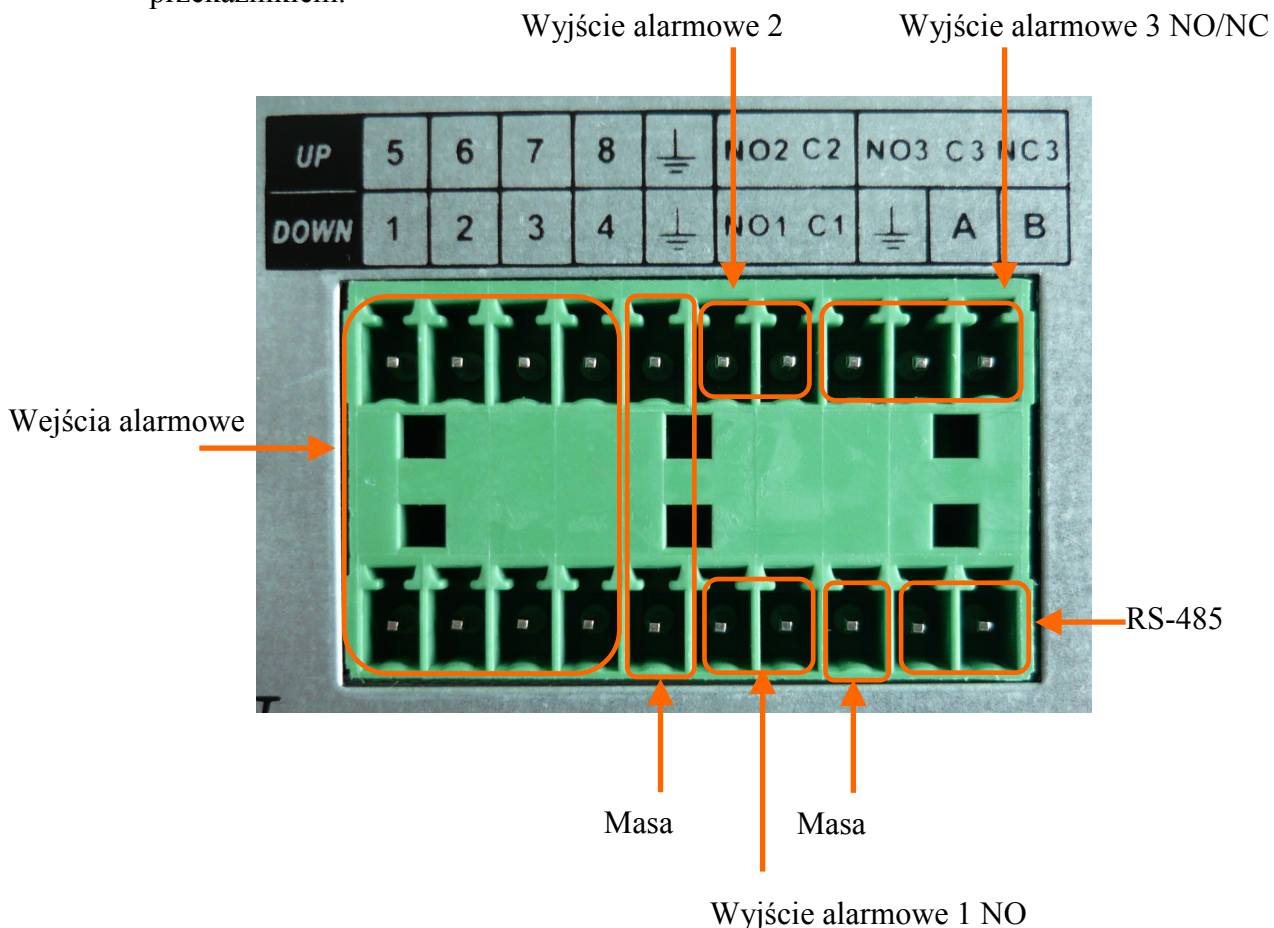 przekaźnikiem.
Wyjście alarmowe 2 Wyjście alarmowe 3 NO/NC
UP 5 6 7 8 NO2 C2 NO3 C3 NC3
DOWN 1 2 3 4 NO1 C1 A B
Wejścia alarmowe
RS-485
Masa Masa
Wyjście alarmowe 1 NO